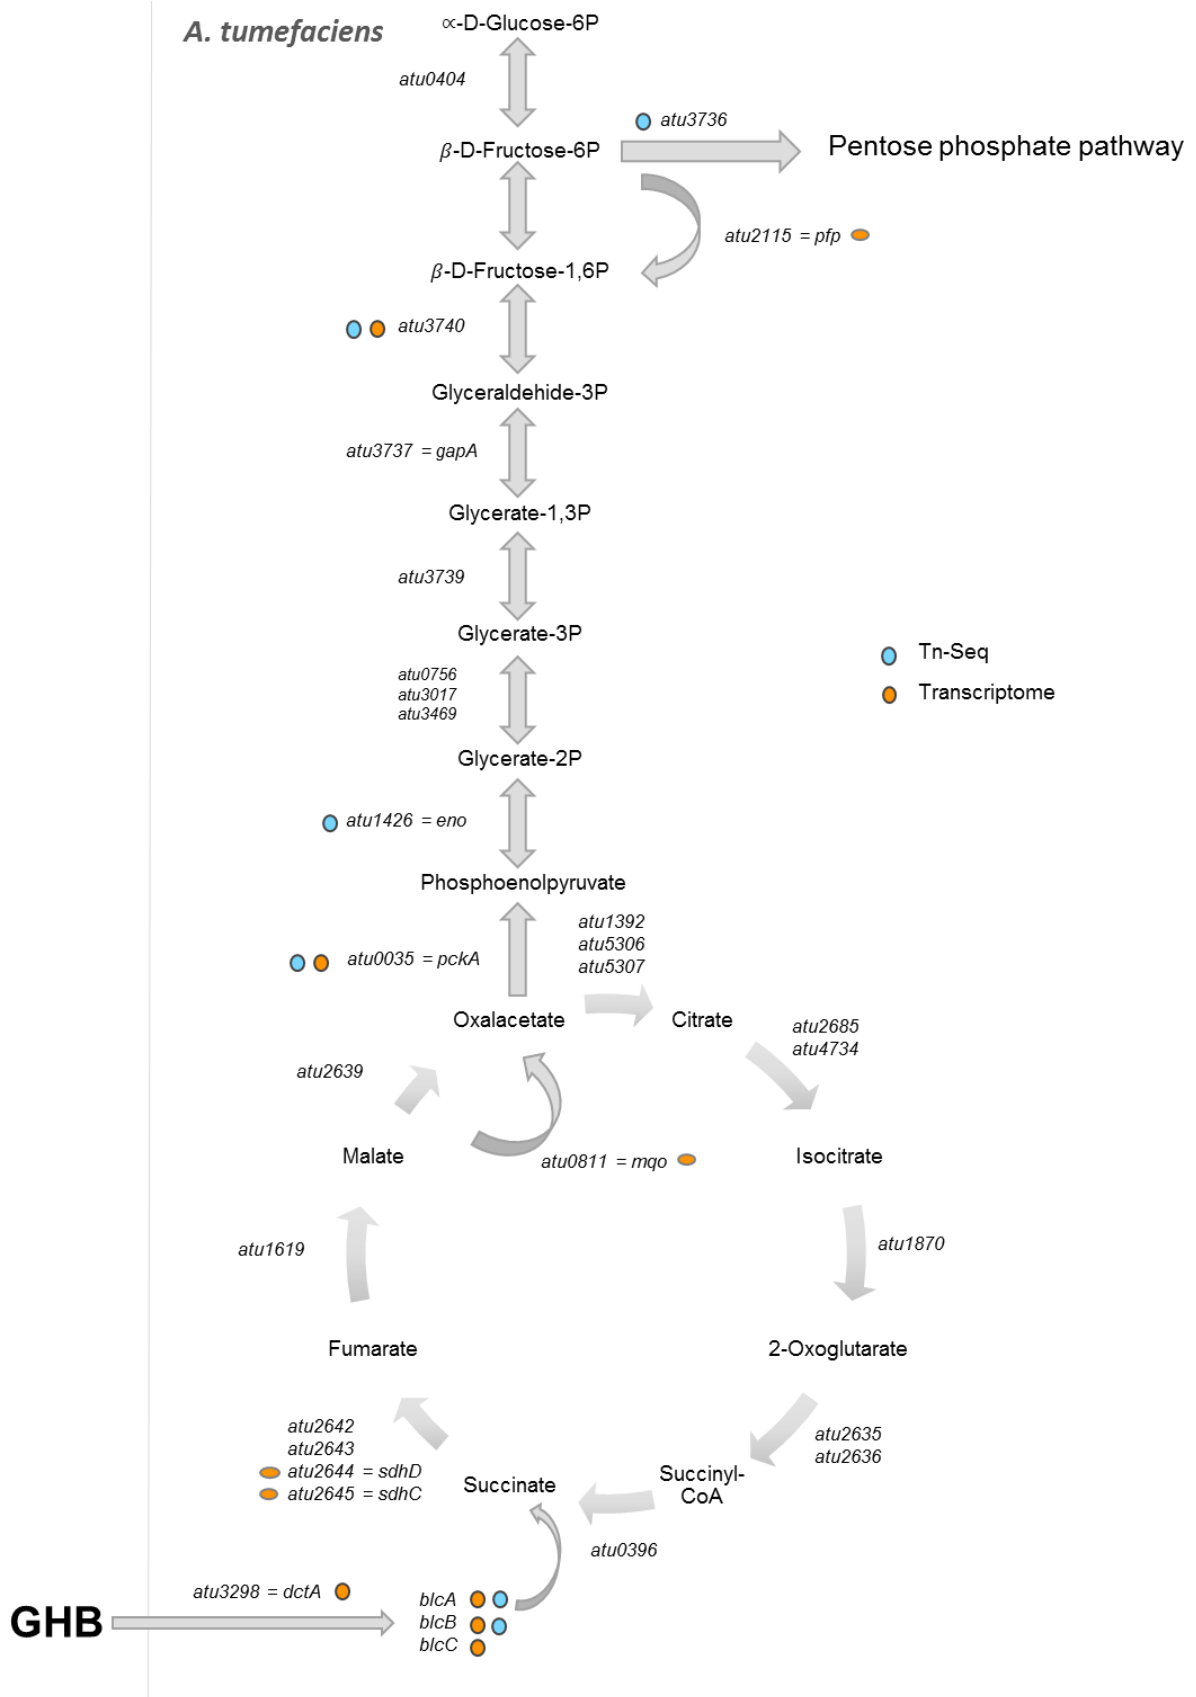 A. tumefaciens
∝-D-Glucose-6P
atu0404
atu3736
β-D-Fructose-6P
Pentose phosphate pathway
atu2115 = pfp
β-D-Fructose-1,6P
atu3740
Glyceraldehide-3P
atu3737 = gapA
Glycerate-1,3P
atu3739
Glycerate-3P
atu0756
atu3017
atu3469
Tn-Seq
Transcriptome
Glycerate-2P
atu1426 = eno
Phosphoenolpyruvate
atu1392
atu5306
atu5307
atu0035 = pckA
Oxalacetate
Citrate
atu2685
atu4734
atu2639
Malate
atu0811 = mqo
Isocitrate
atu1619
atu1870
Fumarate
2-Oxoglutarate
atu2642
atu2643
atu2644 = sdhD
atu2645 = sdhC
atu2635
atu2636
Succinate
Succinyl-
CoA
atu0396
atu3298 = dctA
GHB
blcA
blcB
blcC